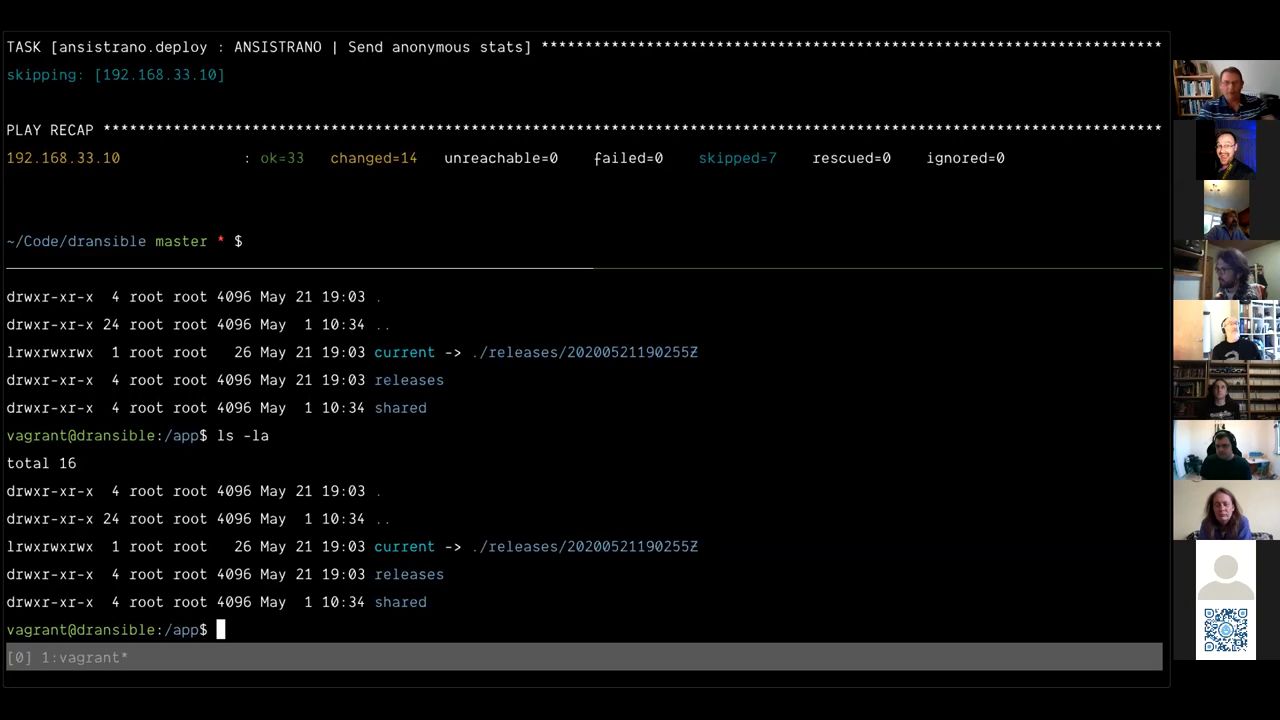 TASK [ansistrano.deploy : ANSISTRANO | Send anonymous stats] ***********************************************************************
skipping: [192.168.33.10]
PLAY RECAP *************************************************************************************************************************
192.168.33.10 : ok=33 changed=14 unreachable=0 failed=0 skipped=7 rescued=0 ignored=0
~/Code/dransible master * $
drwxr-xr-x 4 root root 4096 May 21 19:03 .
drwxr-xr-x 24 root root 4096 May 1 10:34 ..
lrwxrwxrwx 1 root root 26 May 21 19:03 current -> ./releases/20200521190255Z
drwxr-xr-x 4 root root 4096 May 21 19:03 releases
drwxr-xr-x 4 root root 4096 May 1 10:34 shared
vagrant@dransible:/app$ ls -la
total 16
drwxr-xr-x 4 root root 4096 May 21 19:03 .
drwxr-xr-x 24 root root 4096 May 1 10:34 ..
lrwxrwxrwx 1 root root 26 May 21 19:03 current -> ./releases/20200521190255Z
drwxr-xr-x 4 root root 4096 May 21 19:03 releases
drwxr-xr-x 4 root root 4096 May 1 10:34 shared
vagrant@dransible:/app$
[0] 1:vagrant*